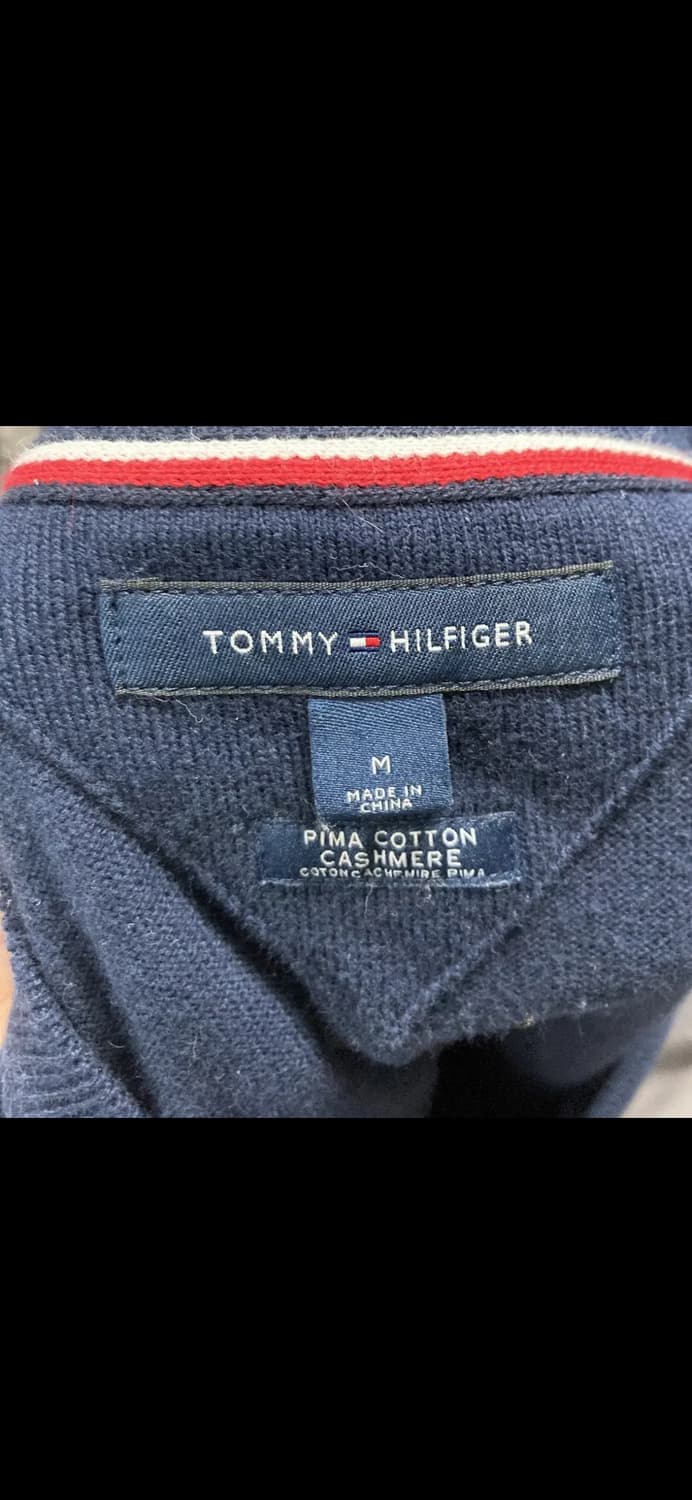 TOMMY HILFIGER
M
MADE IN
CHINA
PIMA COTTON
CASHMERE
COTON CACHEMIRE PIMA